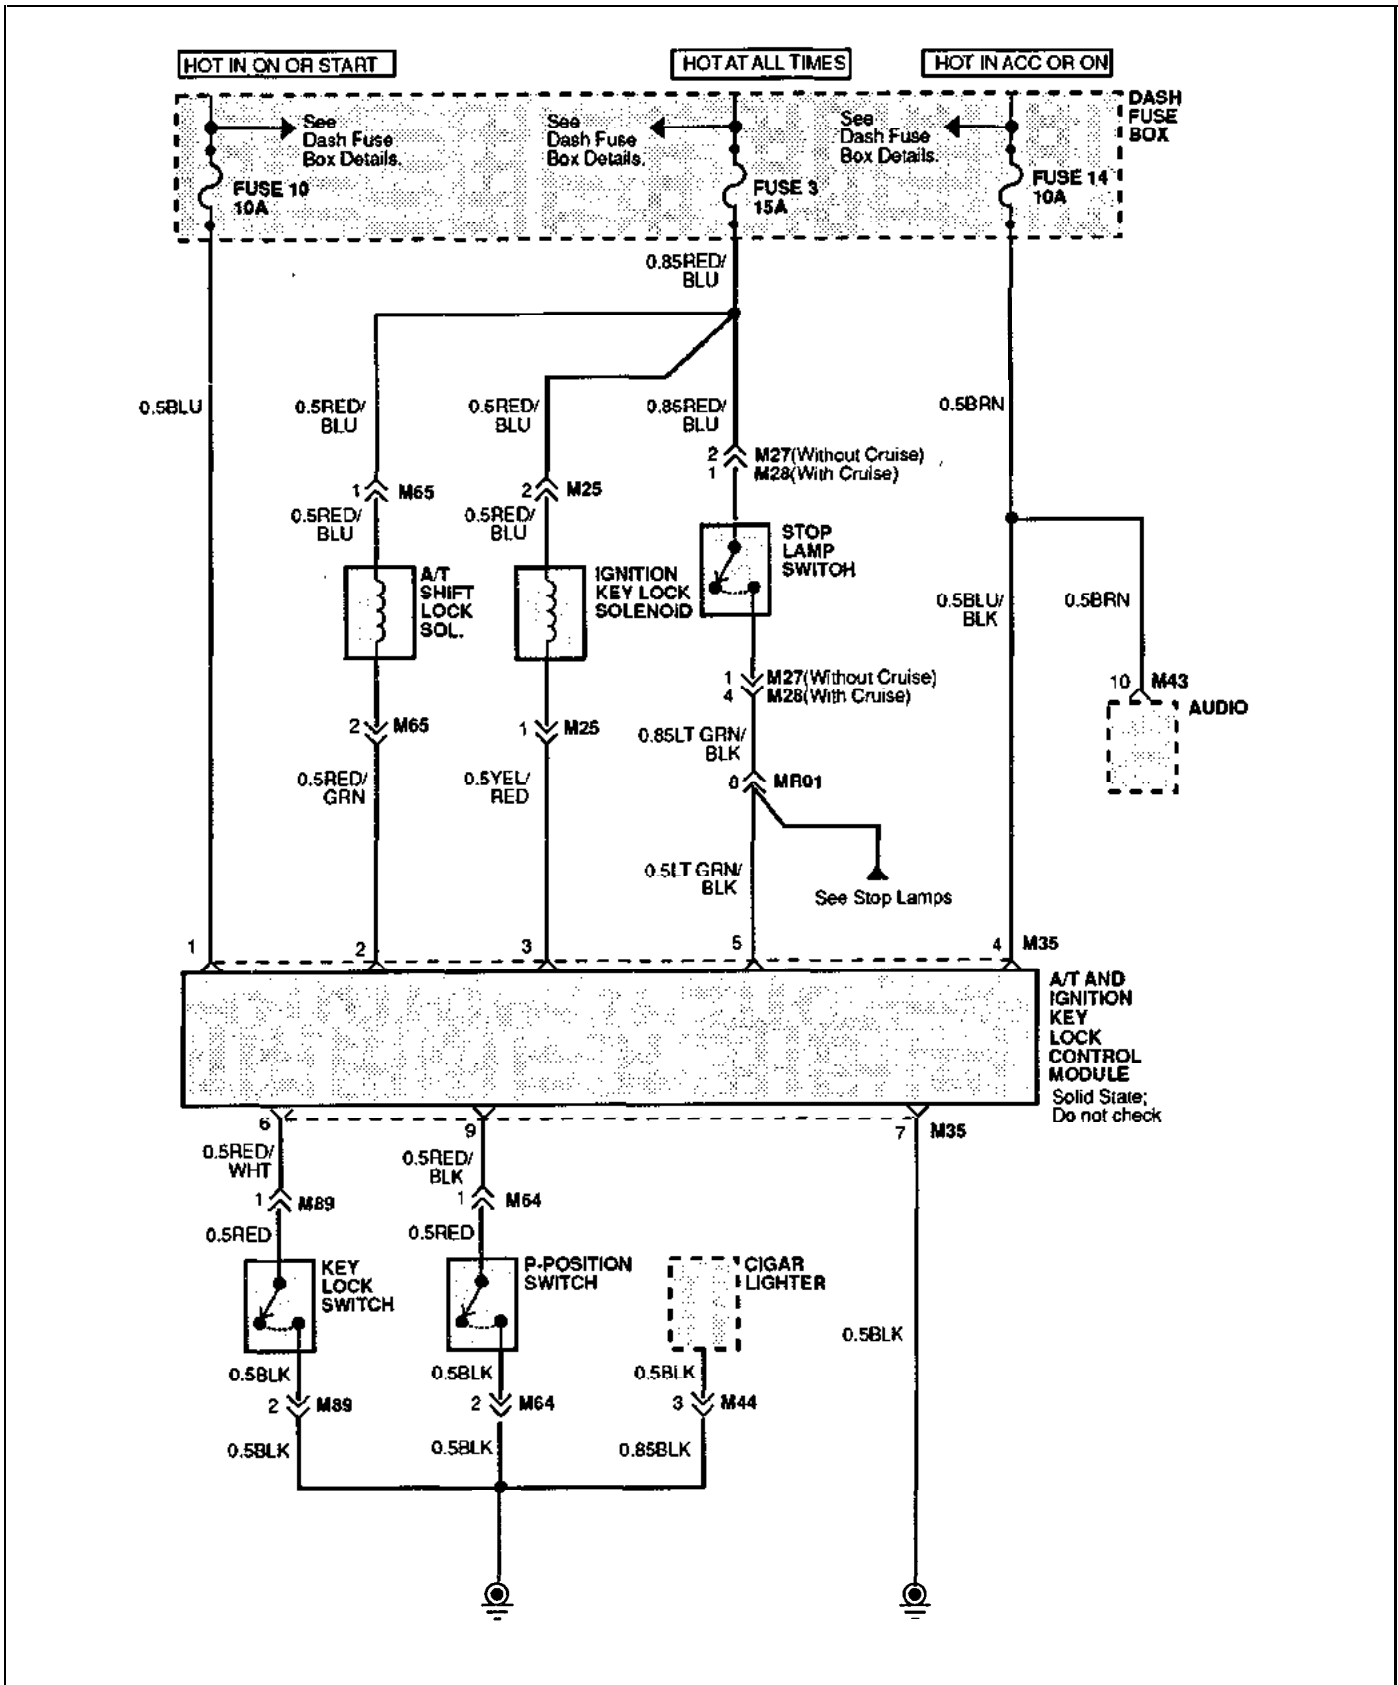 HOT IN ON OR START
HOT AT ALL TIMES
HOT IN ACC OR ON
DASH
FUSE
BOX
See
Dash Fuse
Box Details.
See
Dash Fuse
Box Details.
See
Dash Fuse
Box Details.
FUSE 10
10A
FUSE 3
15A
FUSE 14
10A
0.85RED/
BLU
0.5BLU
0.5RED/
BLU
0.5RED/
BLU
0.85RED/
BLU
0.5BRN
2
1
M27(Without Cruise)
M28(With Cruise)
1
M65
2
M25
0.5RED/
BLU
0.5RED/
BLU
STOP
LAMP
SWITCH
A/T
SHIFT
LOCK
SOL.
IGNITION
KEY LOCK
SOLENOID
0.5BLU/
BLK
0.5BRN
1
4
M27(Without Cruise)
M28(With Cruise)
10
M43
AUDIO
2
M65
1
M25
0.85LT GRN/
BLK
0.5RED/
GRN
0.5YEL/
RED
MR01
0.5LT GRN/
BLK
See Stop Lamps
1
2
3
5
4
M35
A/T AND
IGNITION
KEY
LOCK
CONTROL
MODULE
Solid State;
Do not check
6
9
7
M35
0.5RED/
WHT
0.5RED/
BLK
1
M89
1
M64
0.5RED
0.5RED
KEY
LOCK
SWITCH
P-POSITION
SWITCH
CIGAR
LIGHTER
0.5BLK
0.5BLK
0.5BLK
0.5BLK
2
M89
2
M64
3
M44
0.5BLK
0.5BLK
0.85BLK